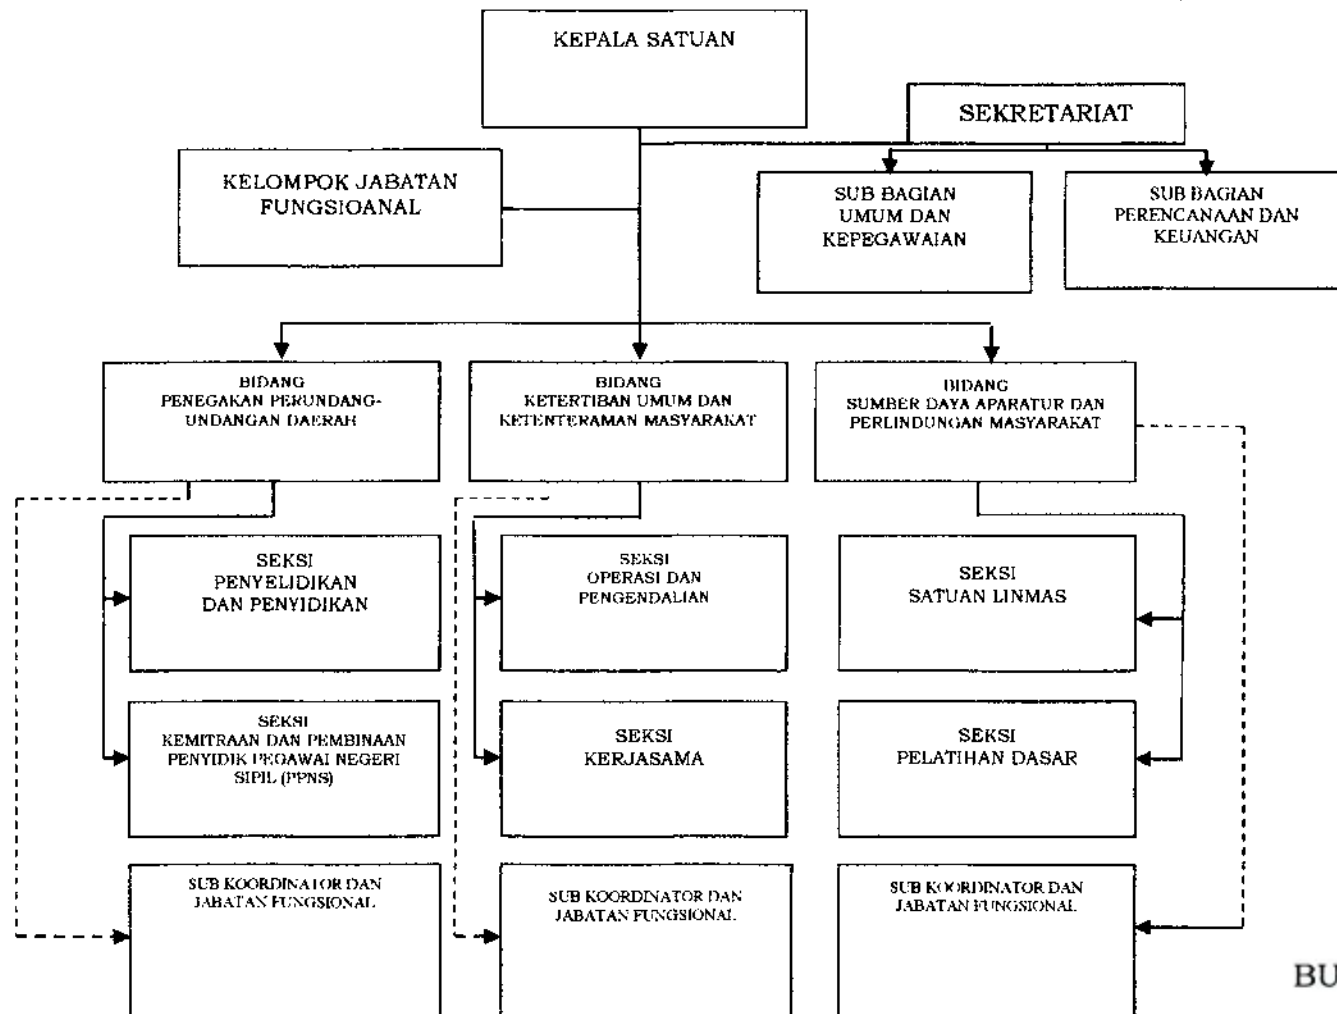 KEPALA SATUAN
SEKRETARIAT
KELOMPOK JABATAN
FUNGSIOANAL
SUB BAGIAN
UMUM DAN
KEPEGAWAIAN
SUB BAGIAN
PERENCANAAN DAN
KEUANGAN
BIDANG
PENEGAKAN PERUNDANG-
UNDANGAN DAERAH
BIDANG
KETERTIBAN UMUM DAN
KETENTERAMAN MASYARAKAT
BIDANG
SUMBER DAYA APARATUR DAN
PERLINDUNGAN MASYARAKAT
SEKSI
PENYELIDIKAN
DAN PENYIDIKAN
SEKSI
OPERASI DAN
PENGENDALIAN
SEKSI
SATUAN LINMAS
SEKSI
KEMITRAAN DAN PEMBINAAN
PENYIDIK PEGAWAI NEGERI
SIPIL (PPNS)
SEKSI
KERJASAMA
SEKSI
PELATIHAN DASAR
SUB KOORDINATOR DAN
JABATAN FUNGSIONAL
SUB KOORDINATOR DAN
JABATAN FUNGSIONAL
SUB KOORDINATOR DAN
JABATAN FUNGSIONAL
BU